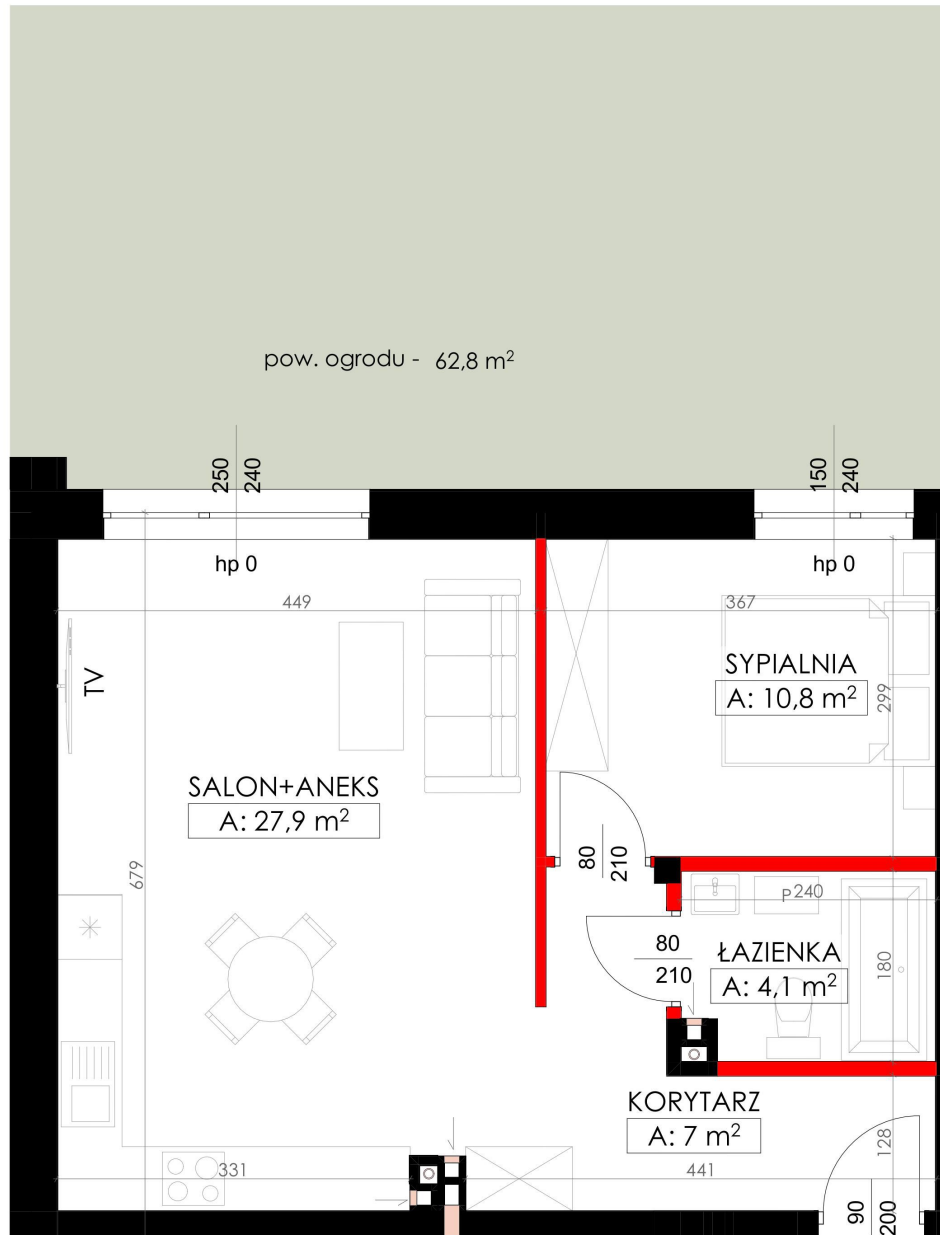 pow. ogrodu - 62,8 m²
250
240
150
240
hp 0
hp 0
449
367
TV
SYPIALNIA
A: 10,8 m²
299
SALON+ANEKS
A: 27,9 m²
679
80
210
P
240
80
210
ŁAZIENKA
A: 4,1 m²
180
KORYTARZ
A: 7 m²
128
331
441
90
200